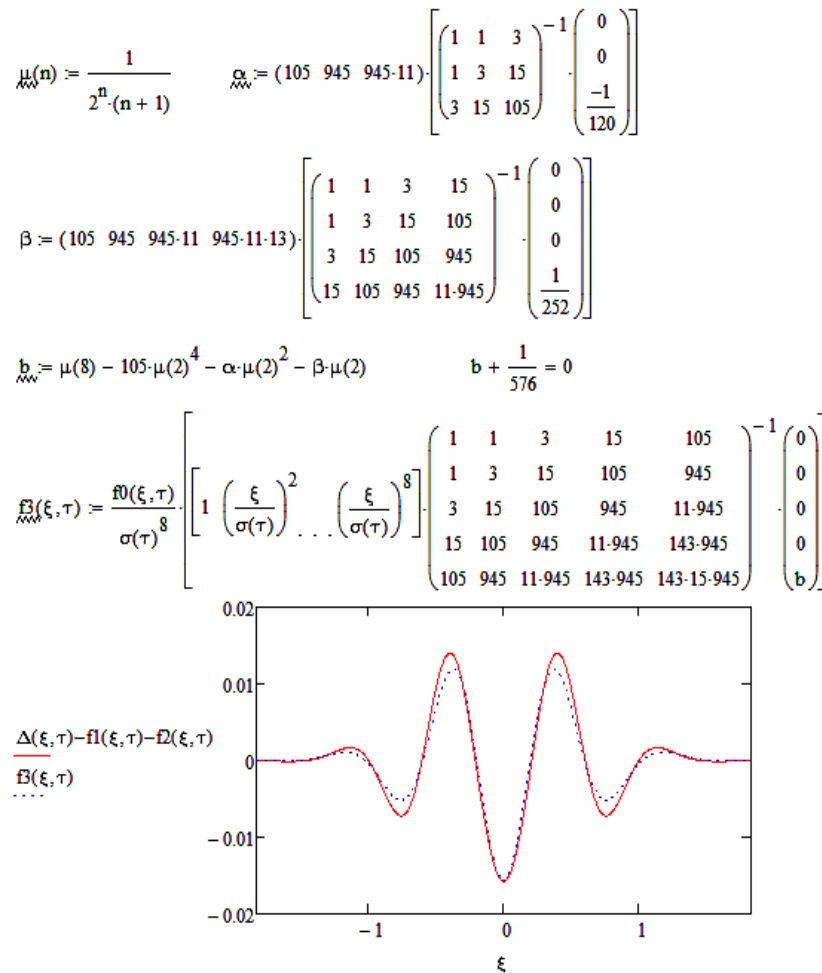 μ(n) := 1 / (2^n·(n + 1))    α := (105 945 945·11)·[(1 1 3; 1 3 15; 3 15 105)^−1·(0; 0; −1/120)]
β := (105 945 945·11 945·11·13)·[(1 1 3 15; 1 3 15 105; 3 15 105 945; 15 105 945 11·945)^−1·(0; 0; 0; 1/252)]
b := μ(8) − 105·μ(2)^4 − α·μ(2)^2 − β·μ(2)    b + 1/576 = 0
f3(ξ,τ) := f0(ξ,τ)/σ(τ)^8·[[1 (ξ/σ(τ))^2 . . . (ξ/σ(τ))^8]·(1 1 3 15 105; 1 3 15 105 945; 3 15 105 945 11·945; 15 105 945 11·945 143·945; 105 945 11·945 143·945 143·15·945)^−1·(0; 0; 0; 0; b)]
0.02
0.01
0
−0.01
−0.02
Δ(ξ,τ)−f1(ξ,τ)−f2(ξ,τ)
f3(ξ,τ)
−1 0 1
ξ